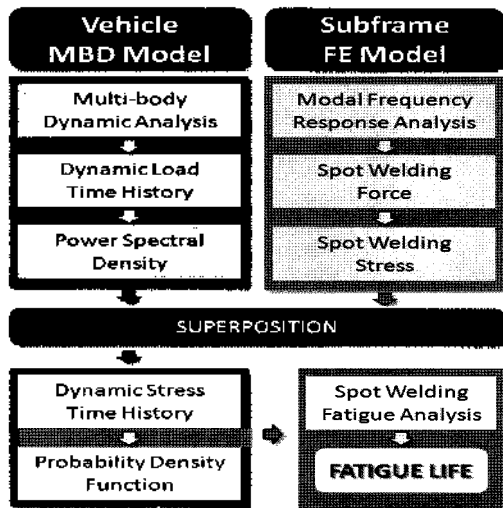 Vehicle
MBD Model
Multi-body
Dynamic Analysis
Dynamic Load
Time History
Power Spectral
Density
Subframe
FE Model
Modal Frequency
Response Analysis
Spot Welding
Force
Spot Welding
Stress
SUPERPOSITION
Dynamic Stress
Time History
Probability Density
Function
Spot Welding
Fatigue Analysis
FATIGUE LIFE